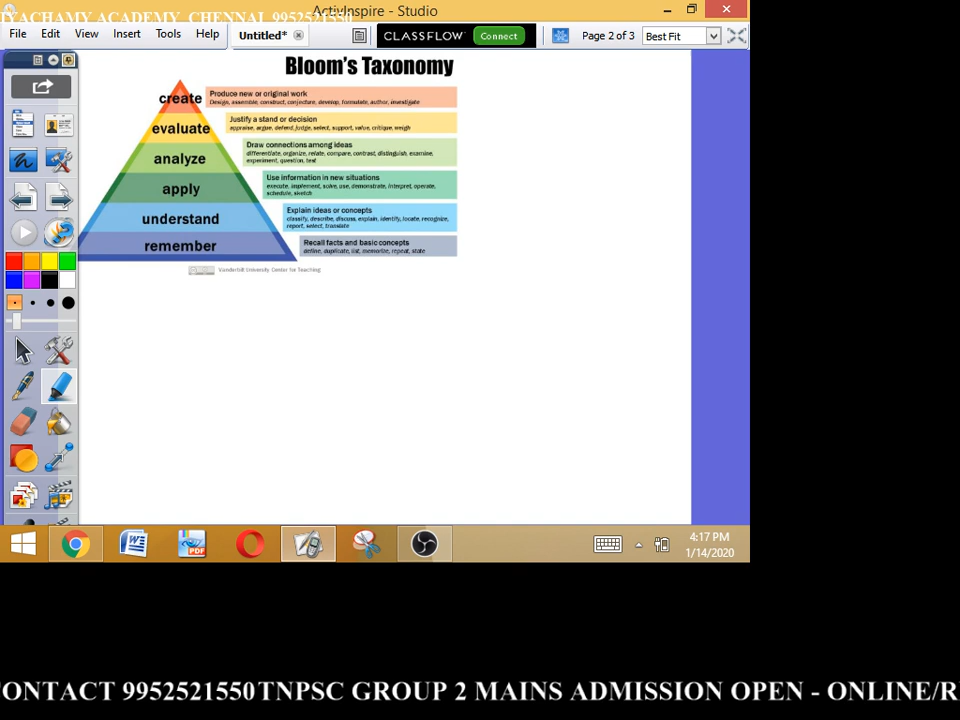 IYACHAMY ACADEMY, CHENNAI 9952521550
ActivInspire - Studio
File Edit View Insert Tools Help
Untitled*
CLASSFLOW Connect
Page 2 of 3
Best Fit
Bloom's Taxonomy
create
Produce new or original work
Design, assemble, construct, conjecture, develop, formulate, author, investigate
evaluate
Justify a stand or decision
appraise, argue, defend, judge, select, support, value, critique, weigh
analyze
Draw connections among ideas
differentiate, organize, relate, compare, contrast, distinguish, examine,
experiment, question, test
apply
Use information in new situations
execute, implement, solve, use, demonstrate, interpret, operate,
schedule, sketch
understand
Explain ideas or concepts
classify, describe, discuss, explain, identify, locate, recognize,
report, select, translate
remember
Recall facts and basic concepts
define, duplicate, list, memorize, repeat, state
Vanderbilt University Center for Teaching
PDF
4:17 PM
1/14/2020
CONTACT 9952521550 TNPSC GROUP 2 MAINS ADMISSION OPEN - ONLINE/R